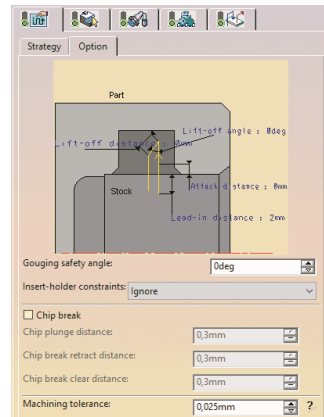 Strategy Option
Part
Lift-off angle : 0deg
Lift-off distance : 0mm
Stock
Attack distance : 0mm
Lead-in distance : 2mm
Gouging safety angle: 0deg
Insert-holder constraints: Ignore
Chip break
Chip plunge distance: 0,3mm
Chip break retract distance: 0,3mm
Chip break clear distance: 0,3mm
Machining tolerance: 0,025mm ?